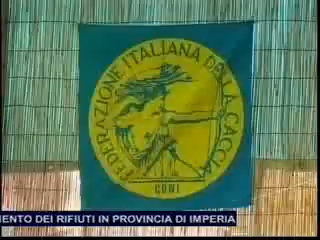 FEDERAZIONE ITALIANA DELLA CACCIA
CONI
MENTO DEI RIFIUTI IN PROVINCIA DI IMPERIA